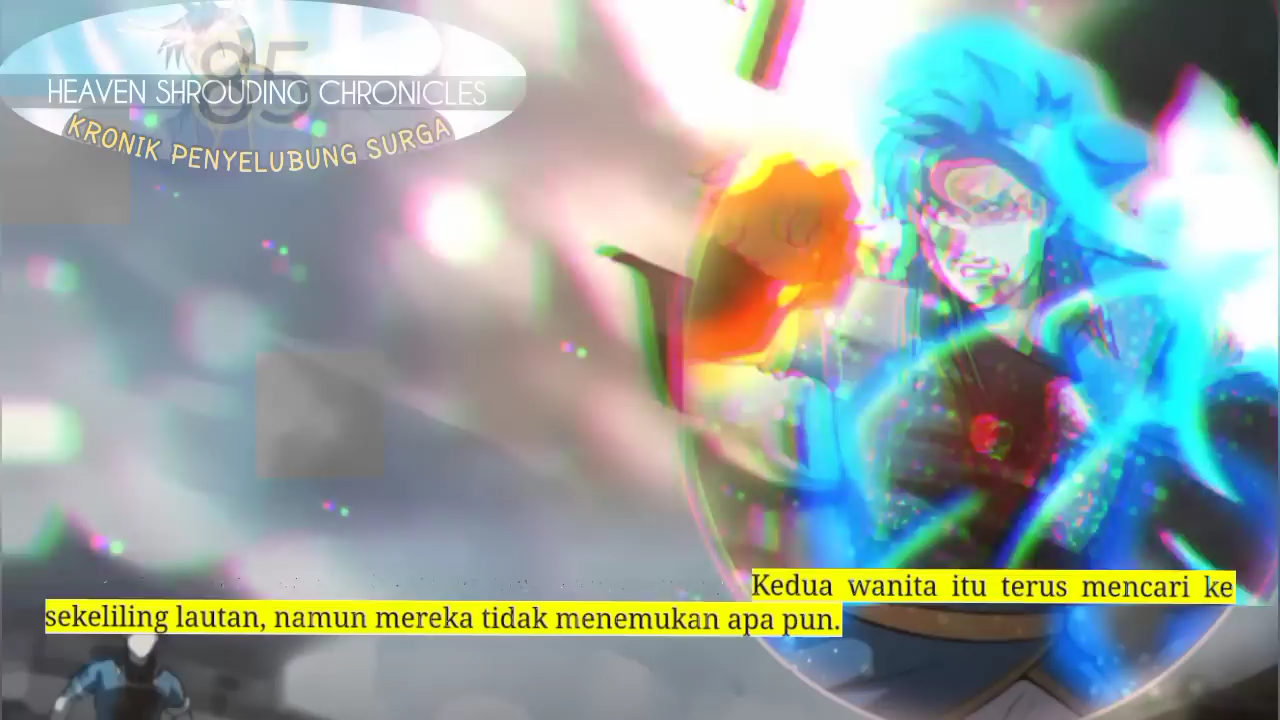 85
HEAVEN SHROUDING CHRONICLES
KRONIK PENYELUBUNG SURGA
Kedua wanita itu terus mencari ke
sekeliling lautan, namun mereka tidak menemukan apa pun.